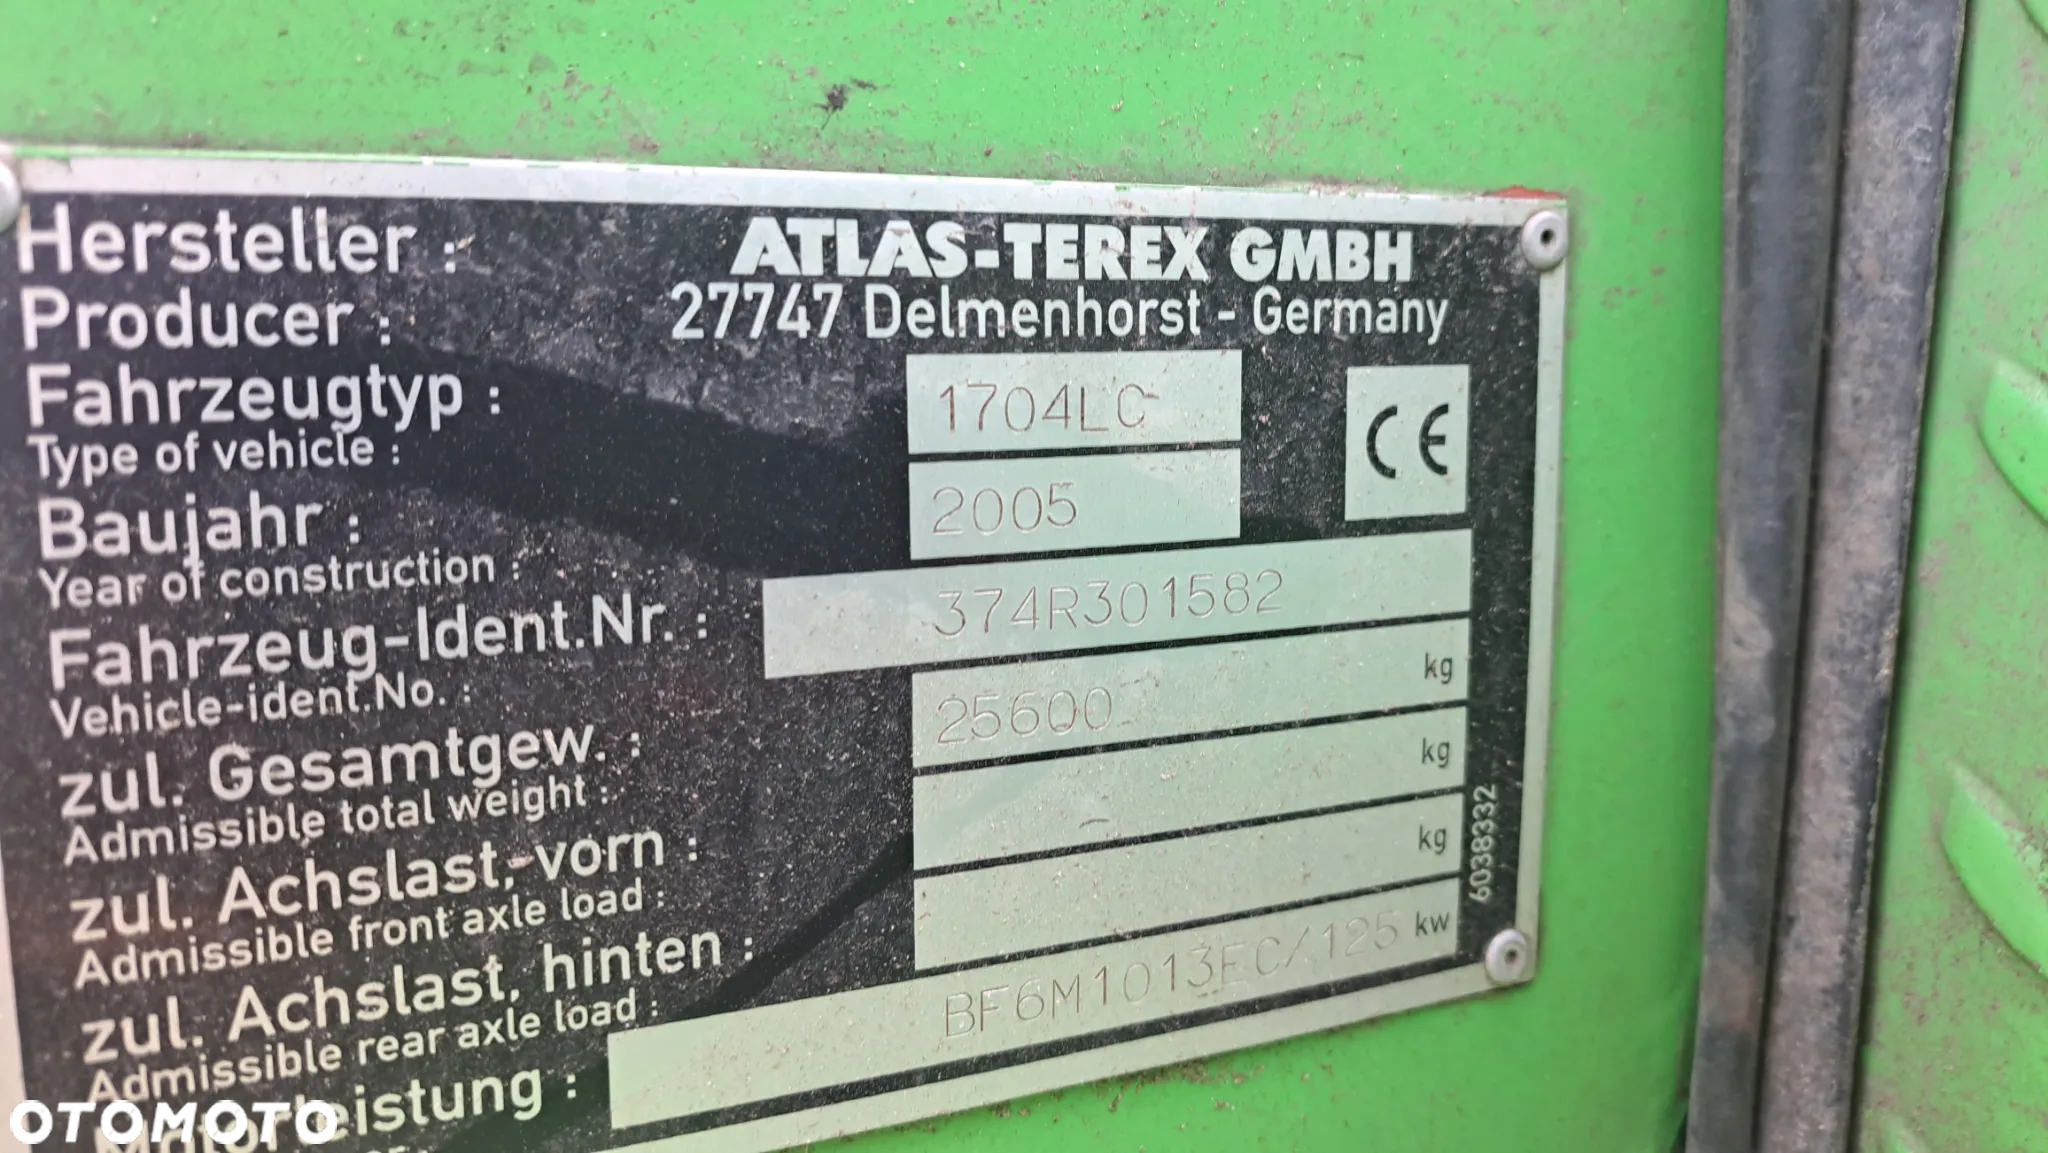 Hersteller : ATLAS-TEREX GMBH
Producer : 27747 Delmenhorst - Germany
Fahrzeugtyp : 1704LC
Type of vehicle :
CE
Baujahr : 2005
Year of construction :
Fahrzeug-Ident.Nr. : 374R301582
Vehicle-ident.No. :
zul. Gesamtgew. : 25600 kg
Admissible total weight :
zul. Achslast, vorn : kg
Admissible front axle load :
zul. Achslast, hinten : kg
Admissible rear axle load :
Motorleistung : BF6M1013EC/125 kw
6038332
OTOMOTO